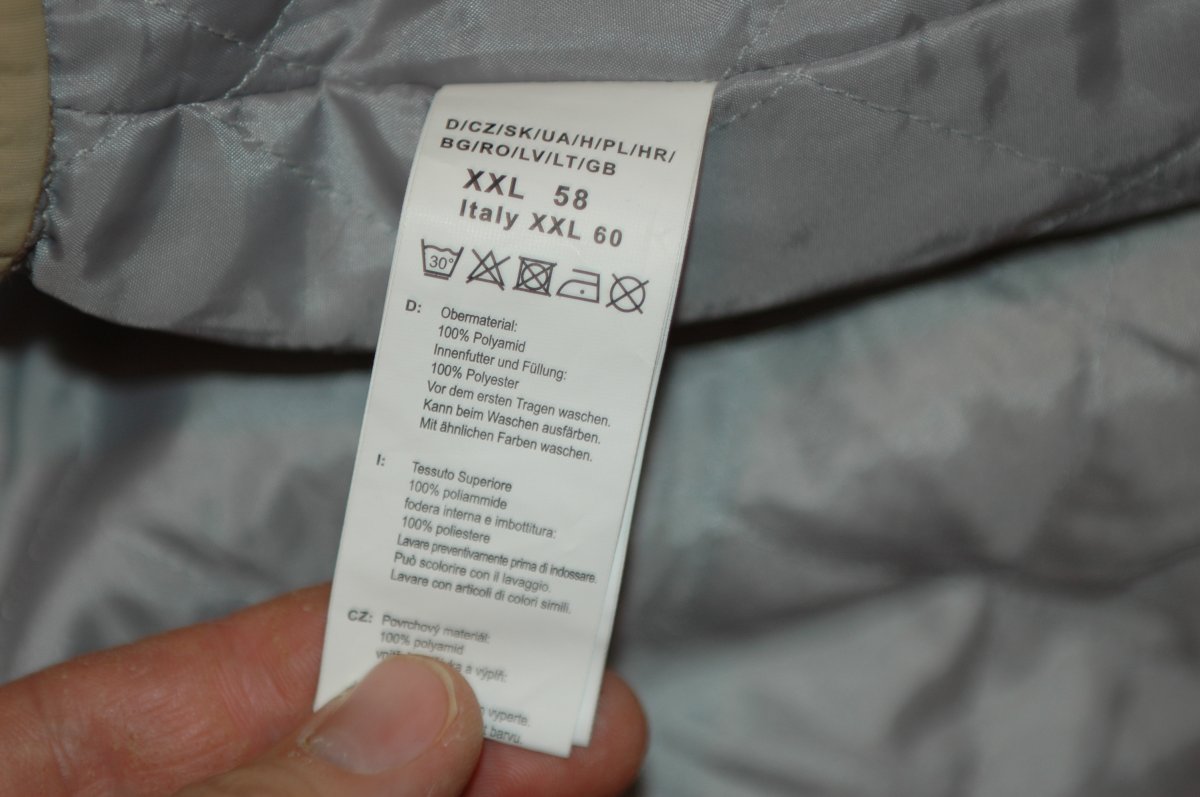 D/CZ/SK/UA/H/PL/HR/
BG/RO/LV/LT/GB
XXL 58
Italy XXL 60
30°
D: Obermaterial:
100% Polyamid
Innenfutter und Füllung:
100% Polyester
Vor dem ersten Tragen waschen.
Kann beim Waschen ausfärben.
Mit ähnlichen Farben waschen.
I: Tessuto Superiore
100% poliammide
fodera interna e imbottitura:
100% poliestere
Lavare preventivamente prima di indossare.
Può scolorire con il lavaggio.
Lavare con articoli di colori simili.
CZ: Povrchový materiál:
100% polyamid
a výplň:
vyperte.
barvu.